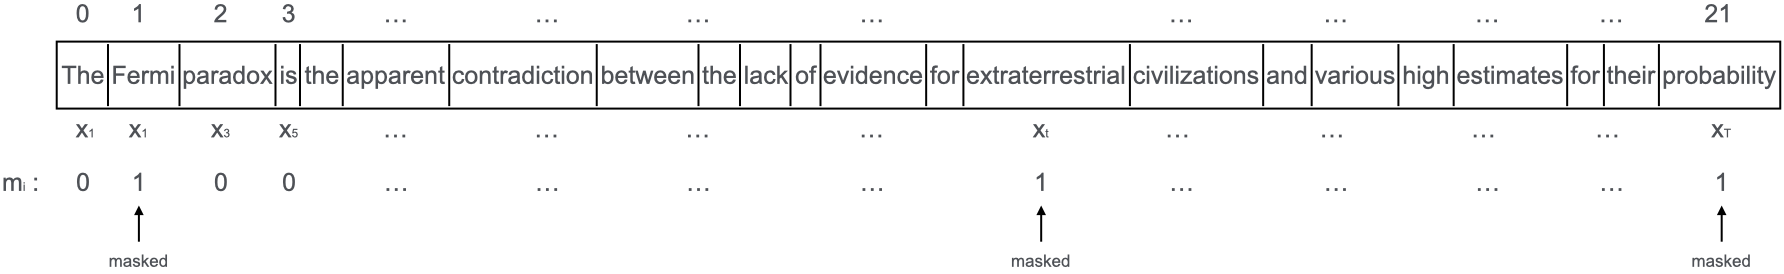 0 1 2 3 ... ... ... ... ... ... ... ... 21
The Fermi paradox is the apparent contradiction between the lack of evidence for extraterrestrial civilizations and various high estimates for their probability
x1 x1 x3 x5 ... ... ... ... xt ... ... ... ... xT
mi : 0 1 0 0 ... ... ... ... 1 ... ... ... ... 1
masked masked masked